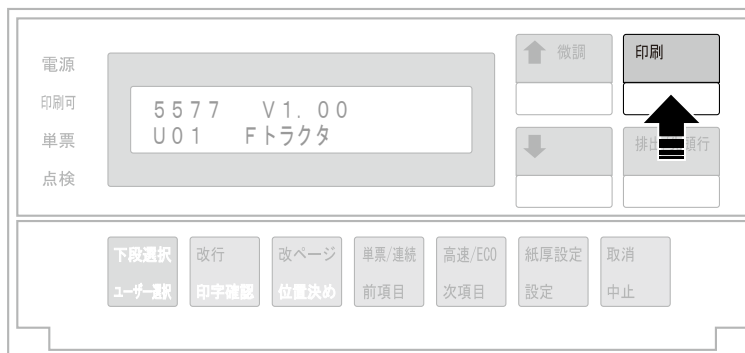 電源
印刷可
単票
点検
5577 V1.00
U01 Fトラクタ
微調
印刷
排出 頭行
下段選択
ユーザー選択
改行
印字確認
改ページ
位置決め
単票/連続
前項目
高速/ECO
次項目
紙厚設定
設定
取消
中止